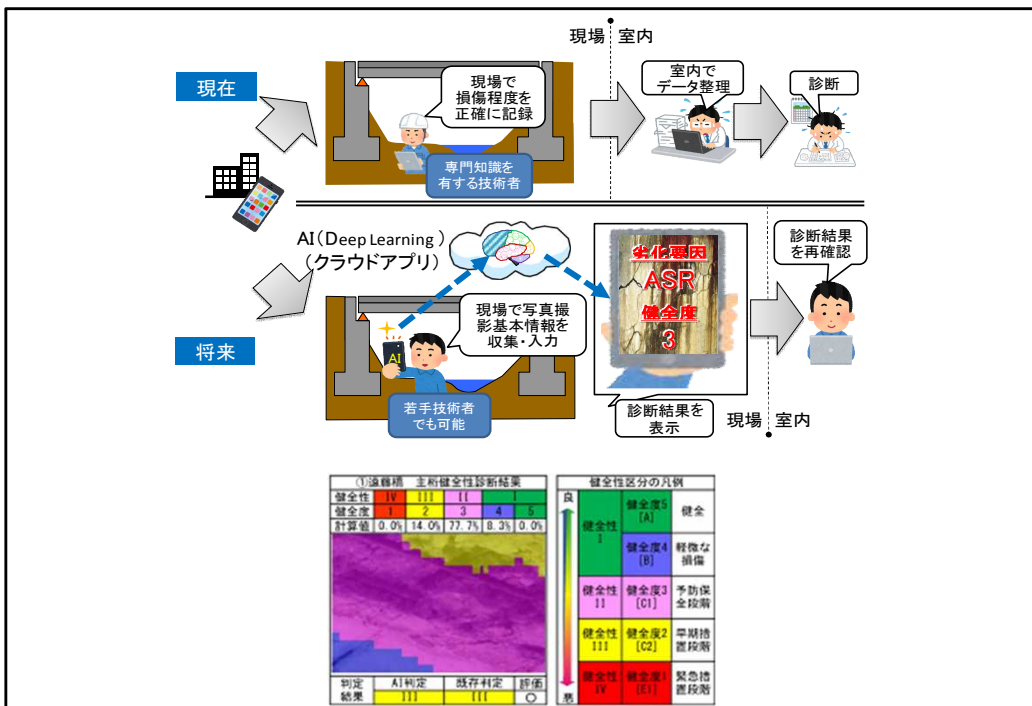 現場 室内
現在
現場で
損傷程度を
正確に記録
専門知識を
有する技術者
室内で
データ整理
診断
AI(Deep Learning)
(クラウドアプリ)
将来
AI
現場で写真撮
影基本情報を
収集・入力
若手技術者
でも可能
劣化要因
ASR
健全度
3
診断結果を
表示
診断結果
を再確認
現場 室内
①遠藤橋 主桁健全性診断結果
健全性 IV III II I
健全度 1 2 3 4 5
計算値 0.0% 14.0% 77.7% 8.3% 0.0%
判定
結果
AI判定 既存判定 評価
III III ○
健全性区分の凡例
良
悪
健全性
I
健全度5
[A]
健全
健全度4
[B]
軽微な
損傷
健全性
II
健全度3
[C1]
予防保
全段階
健全性
III
健全度2
[C2]
早期措
置段階
健全性
IV
健全度1
[E1]
緊急措
置段階